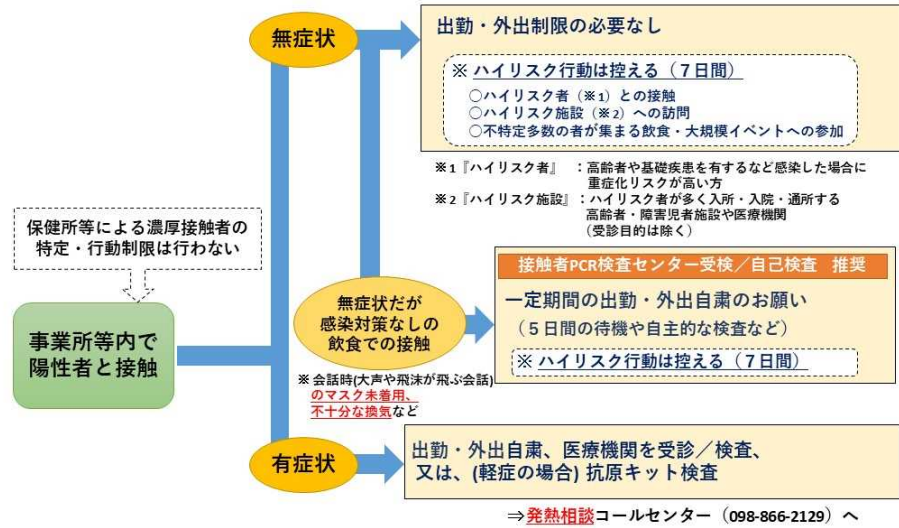 無症状
出勤・外出制限の必要なし
※ ハイリスク行動は控える（７日間）
○ハイリスク者（※1）との接触
○ハイリスク施設（※2）への訪問
○不特定多数の者が集まる飲食・大規模イベントへの参加
※1『ハイリスク者』 ：高齢者や基礎疾患を有するなど感染した場合に
重症化リスクが高い方
※2『ハイリスク施設』：ハイリスク者が多く入所・入院・通所する
高齢者・障害児者施設や医療機関
（受診目的は除く）
保健所等による濃厚接触者の
特定・行動制限は行わない
事業所等内で
陽性者と接触
無症状だが
感染対策なしの
飲食での接触
※ 会話時(大声や飛沫が飛ぶ会話)
のマスク未着用、
不十分な換気など
接触者PCR検査センター受検／自己検査 推奨
一定期間の出勤・外出自粛のお願い
（５日間の待機や自主的な検査など）
※ ハイリスク行動は控える（７日間）
有症状
出勤・外出自粛、医療機関を受診／検査、
又は、(軽症の場合) 抗原キット検査
⇒発熱相談コールセンター（098-866-2129）へ